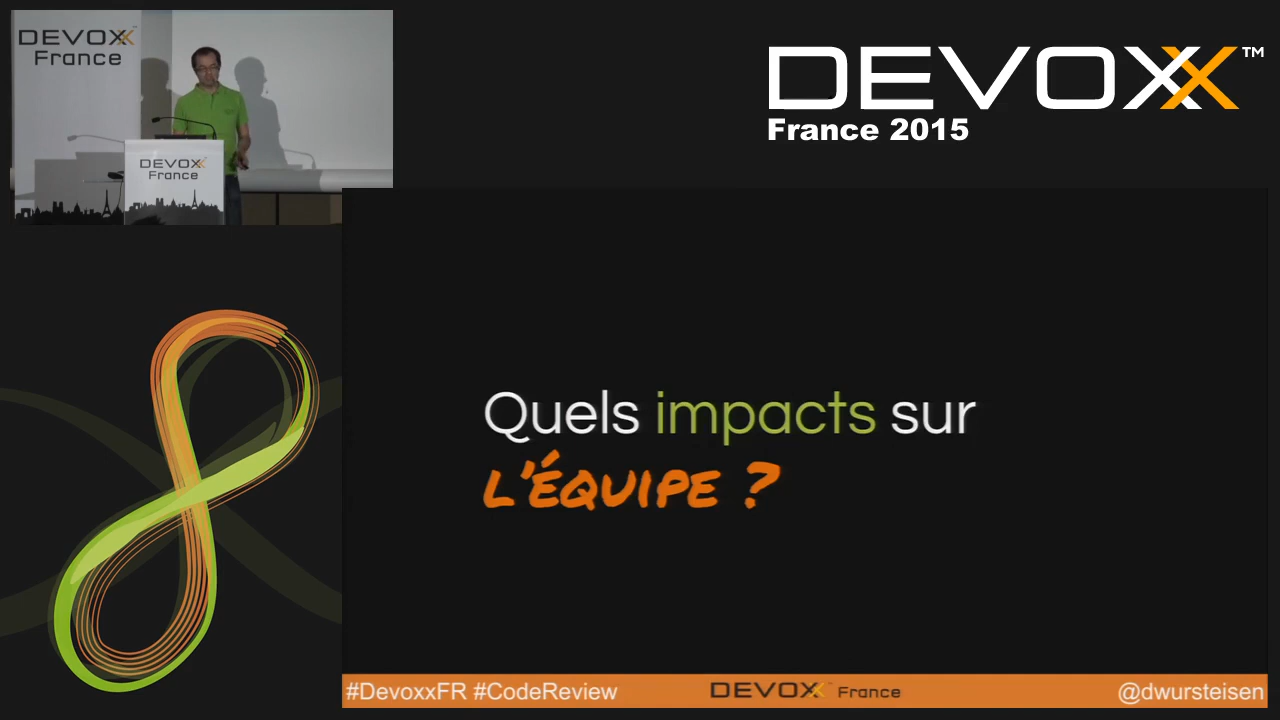 DEVOXX
France
DEVOXX
France
DEVOXX™
France 2015
Quels impacts sur
L'ÉQUIPE ?
#DevoxxFR #CodeReview
DEVOXX France
@dwursteisen